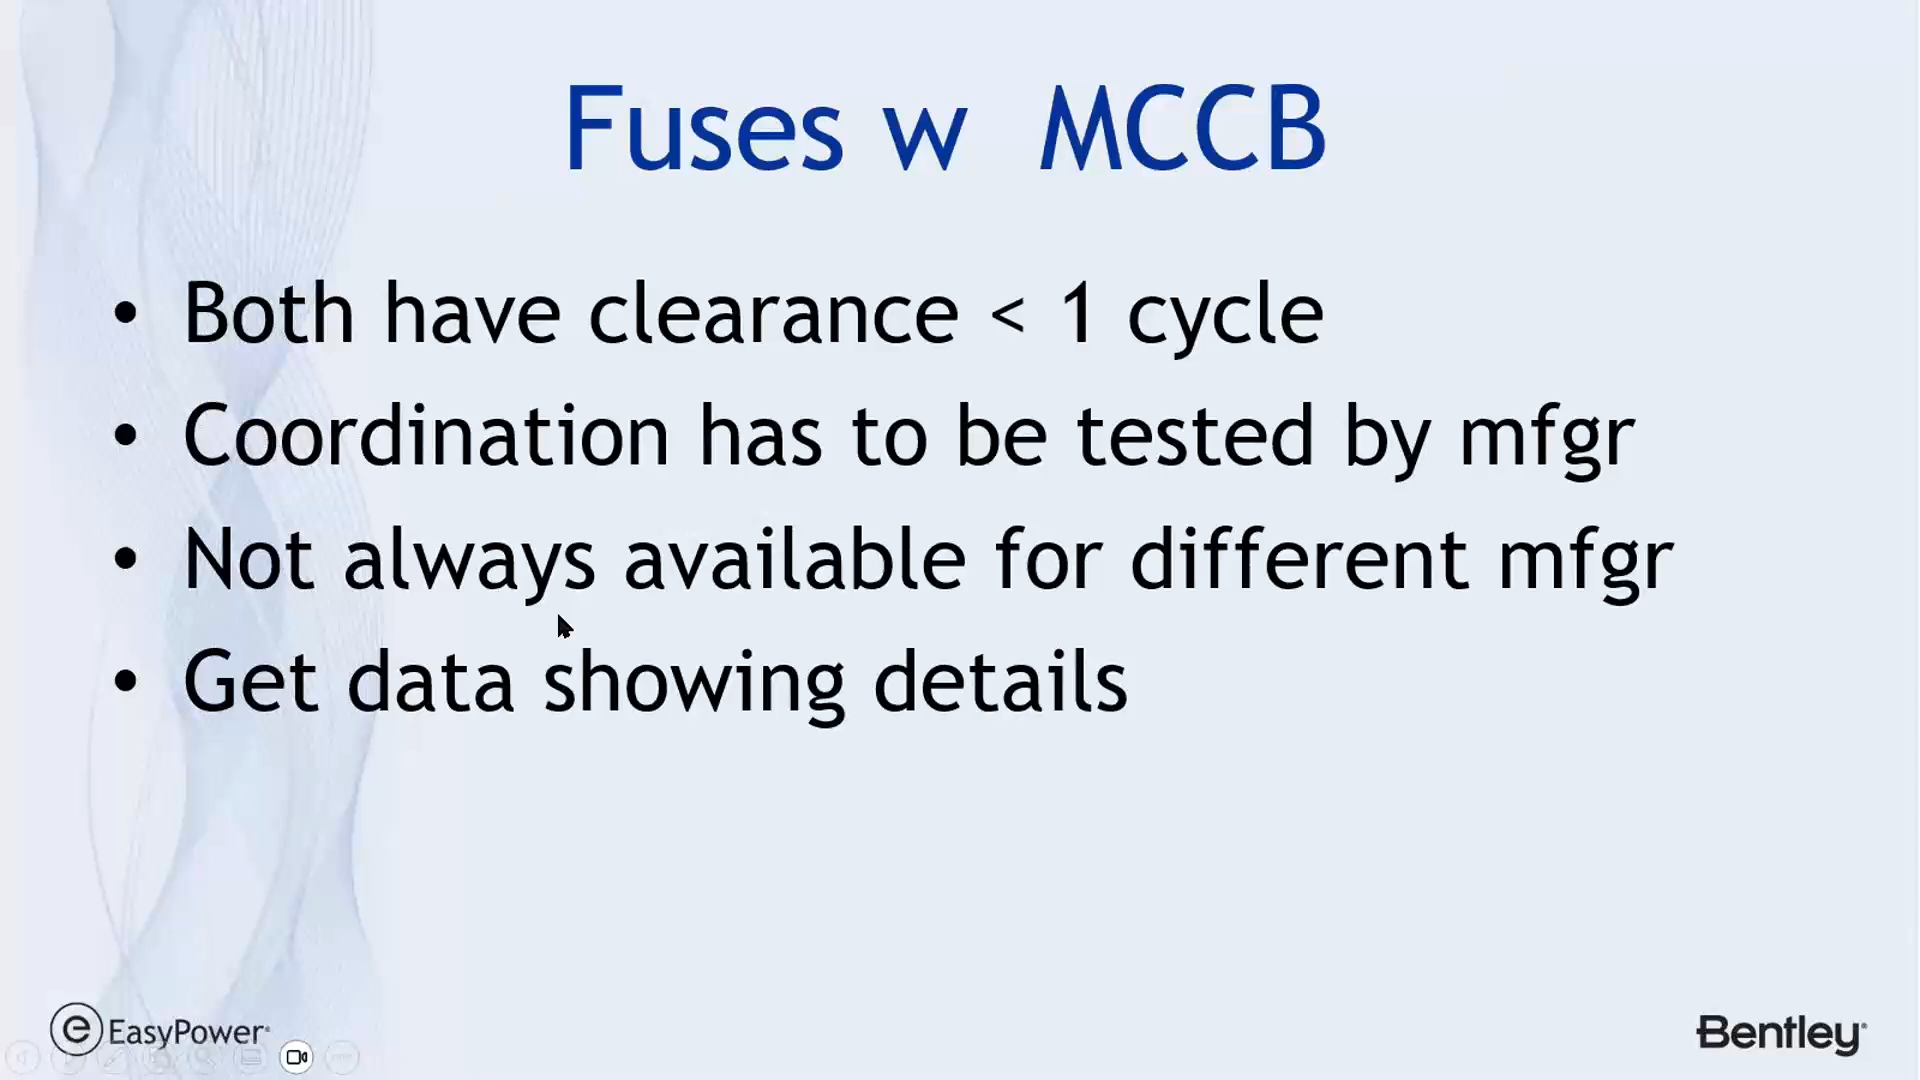 Fuses w  MCCB
• Both have clearance < 1 cycle
• Coordination has to be tested by mfgr
• Not always available for different mfgr
• Get data showing details
e EasyPower
Bentley